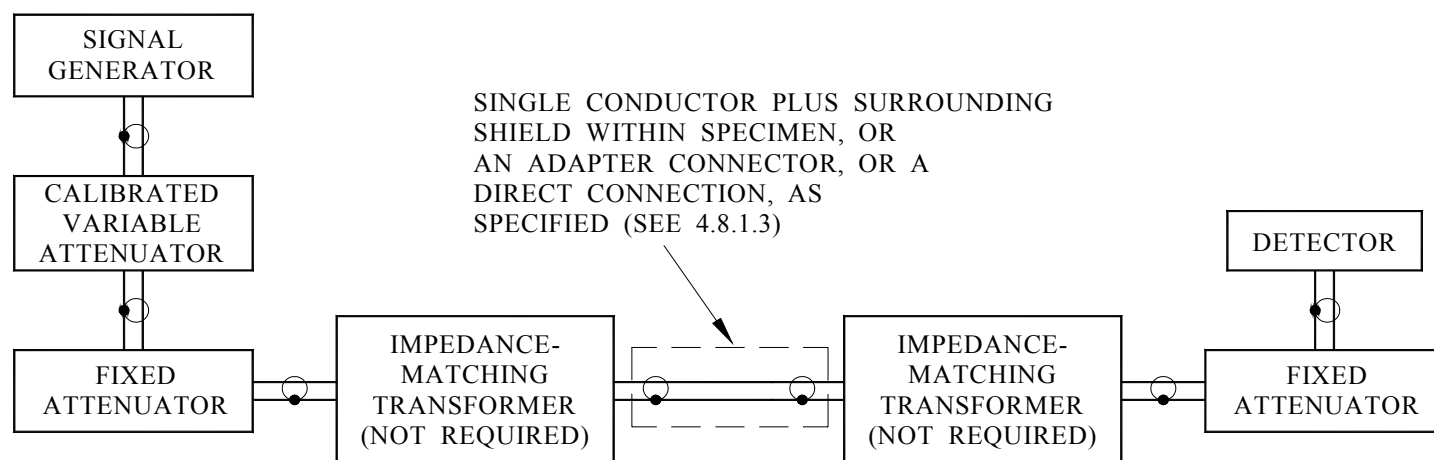 SIGNAL
GENERATOR
CALIBRATED
VARIABLE
ATTENUATOR
FIXED
ATTENUATOR
IMPEDANCE-
MATCHING
TRANSFORMER
(NOT REQUIRED)
SINGLE CONDUCTOR PLUS SURROUNDING
SHIELD WITHIN SPECIMEN, OR
AN ADAPTER CONNECTOR, OR A
DIRECT CONNECTION, AS
SPECIFIED (SEE 4.8.1.3)
IMPEDANCE-
MATCHING
TRANSFORMER
(NOT REQUIRED)
DETECTOR
FIXED
ATTENUATOR